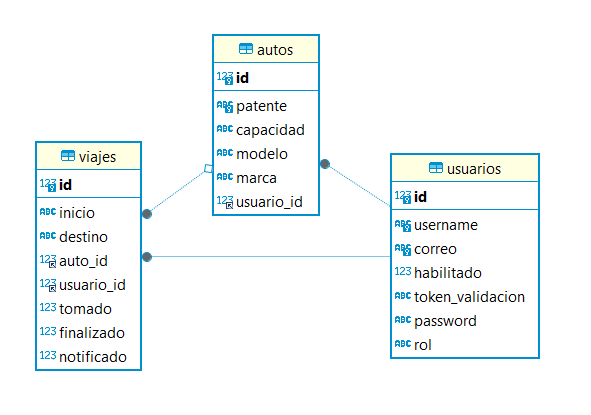 autos
123 id
ABC patente
ABC capacidad
ABC modelo
ABC marca
123 usuario_id
viajes
123 id
ABC inicio
ABC destino
123 auto_id
123 usuario_id
123 tomado
123 finalizado
123 notificado
usuarios
123 id
ABC username
ABC correo
123 habilitado
ABC token_validacion
ABC password
ABC rol